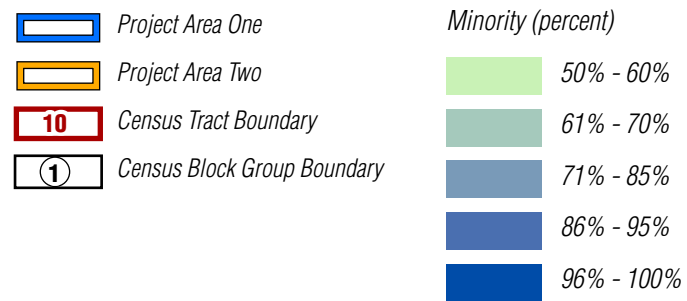 Project Area One
Project Area Two
10 Census Tract Boundary
1 Census Block Group Boundary
Minority (percent)
50% - 60%
61% - 70%
71% - 85%
86% - 95%
96% - 100%